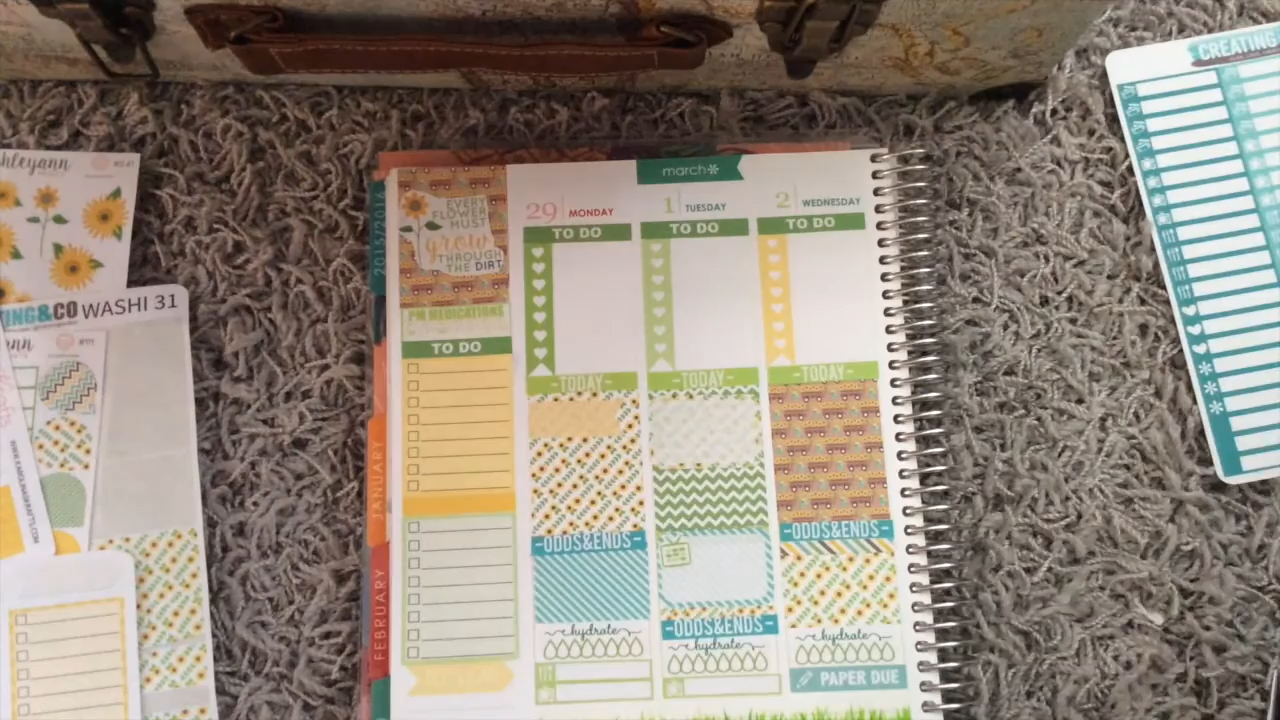 CREATING
WASHI 31
march*
2015/2016
29 MONDAY
1 TUESDAY
2 WEDNESDAY
EVERY
FLOWER
MUST
grow
THROUGH
THE DIRT
TO DO
TO DO
TO DO
PM MEDICATIONS
TO DO
-TODAY-
-TODAY-
-TODAY-
JANUARY
-ODDS&ENDS-
-ODDS&ENDS-
-ODDS&ENDS-
hydrate
hydrate
hydrate
FEBRUARY
PAPER DUE